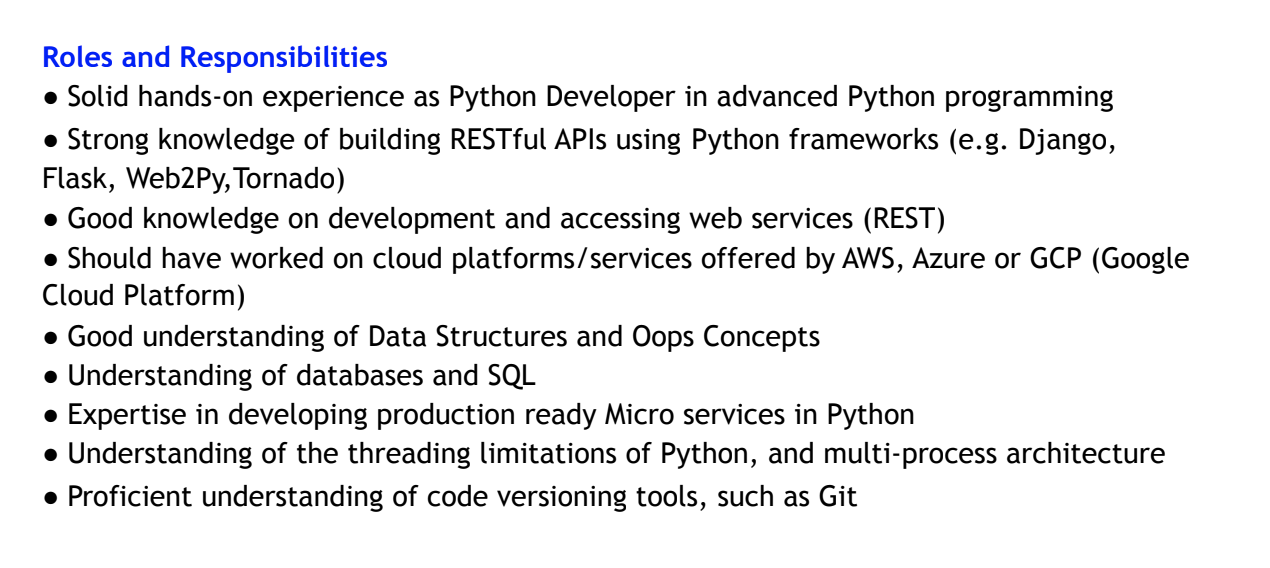 Roles and Responsibilities
● Solid hands-on experience as Python Developer in advanced Python programming
● Strong knowledge of building RESTful APIs using Python frameworks (e.g. Django,
Flask, Web2Py,Tornado)
● Good knowledge on development and accessing web services (REST)
● Should have worked on cloud platforms/services offered by AWS, Azure or GCP (Google
Cloud Platform)
● Good understanding of Data Structures and Oops Concepts
● Understanding of databases and SQL
● Expertise in developing production ready Micro services in Python
● Understanding of the threading limitations of Python, and multi-process architecture
● Proficient understanding of code versioning tools, such as Git